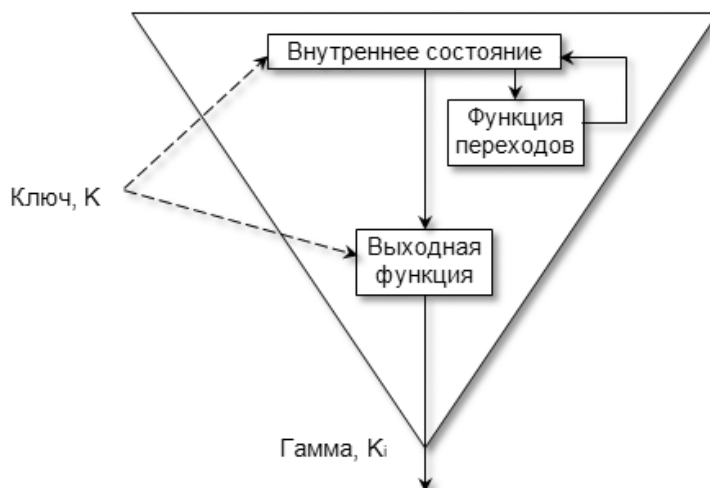 Внутреннее состояние
Функция
переходов
Ключ, K
Выходная
функция
Гамма, Ki